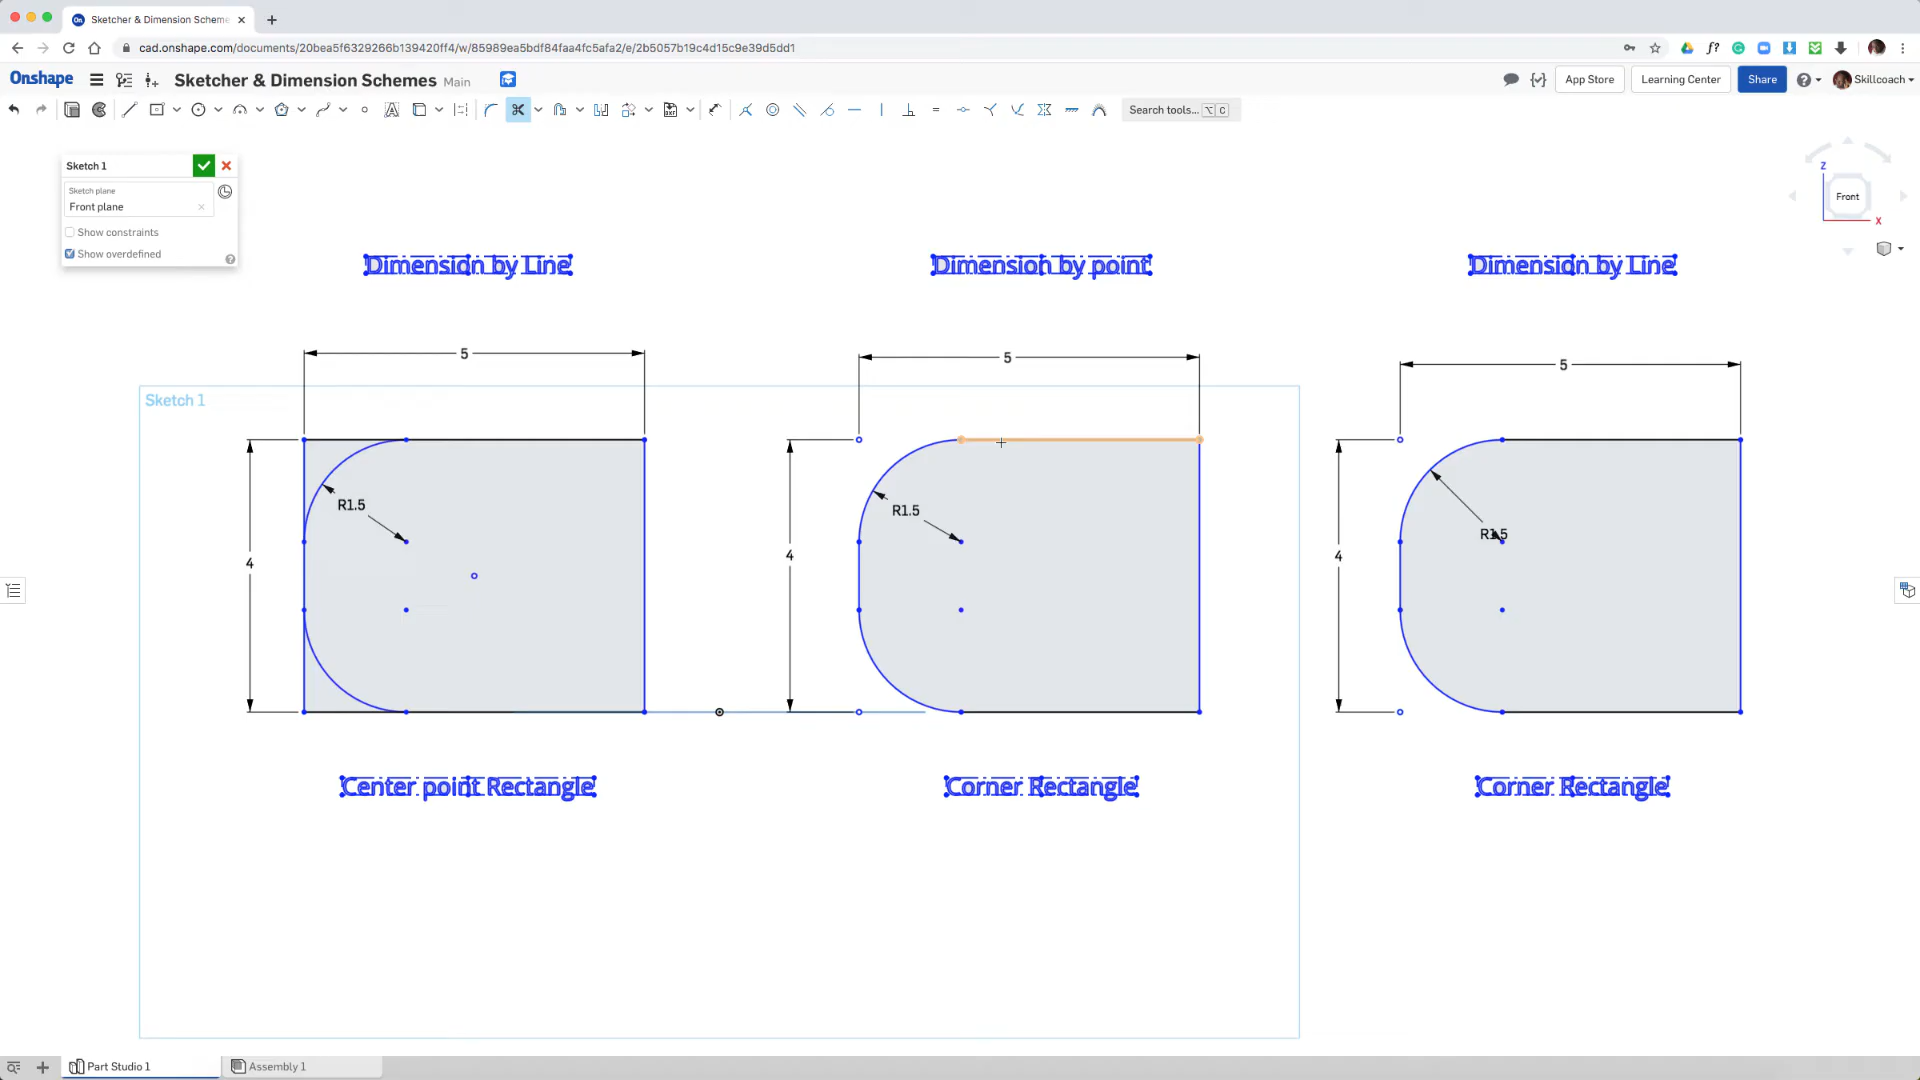 Sketcher & Dimension Scheme
cad.onshape.com/documents/20bea5f6329266b139420ff4/w/85989ea5bdf84faa4fc5afa2/e/2b5057b19c4d15c9e39d5dd1
Onshape
Sketcher & Dimension Schemes Main
App Store
Learning Center
Share
Skillcoach
Search tools... ⌥ C
Sketch 1
Sketch plane
Front plane
Show constraints
Show overdefined
Z
Front
X
Dimension by Line
Dimension by point
Dimension by Line
5
5
5
Sketch 1
R1.5
R1.5
R1.5
4
4
4
Center point Rectangle
Corner Rectangle
Corner Rectangle
Part Studio 1
Assembly 1